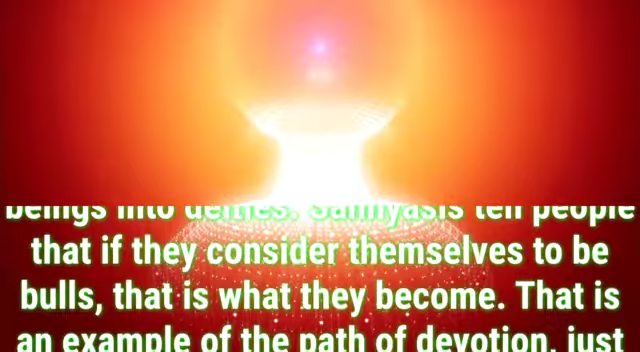 beings into deities. Sannyasis tell people
that if they consider themselves to be
bulls, that is what they become. That is
an example of the path of devotion, just